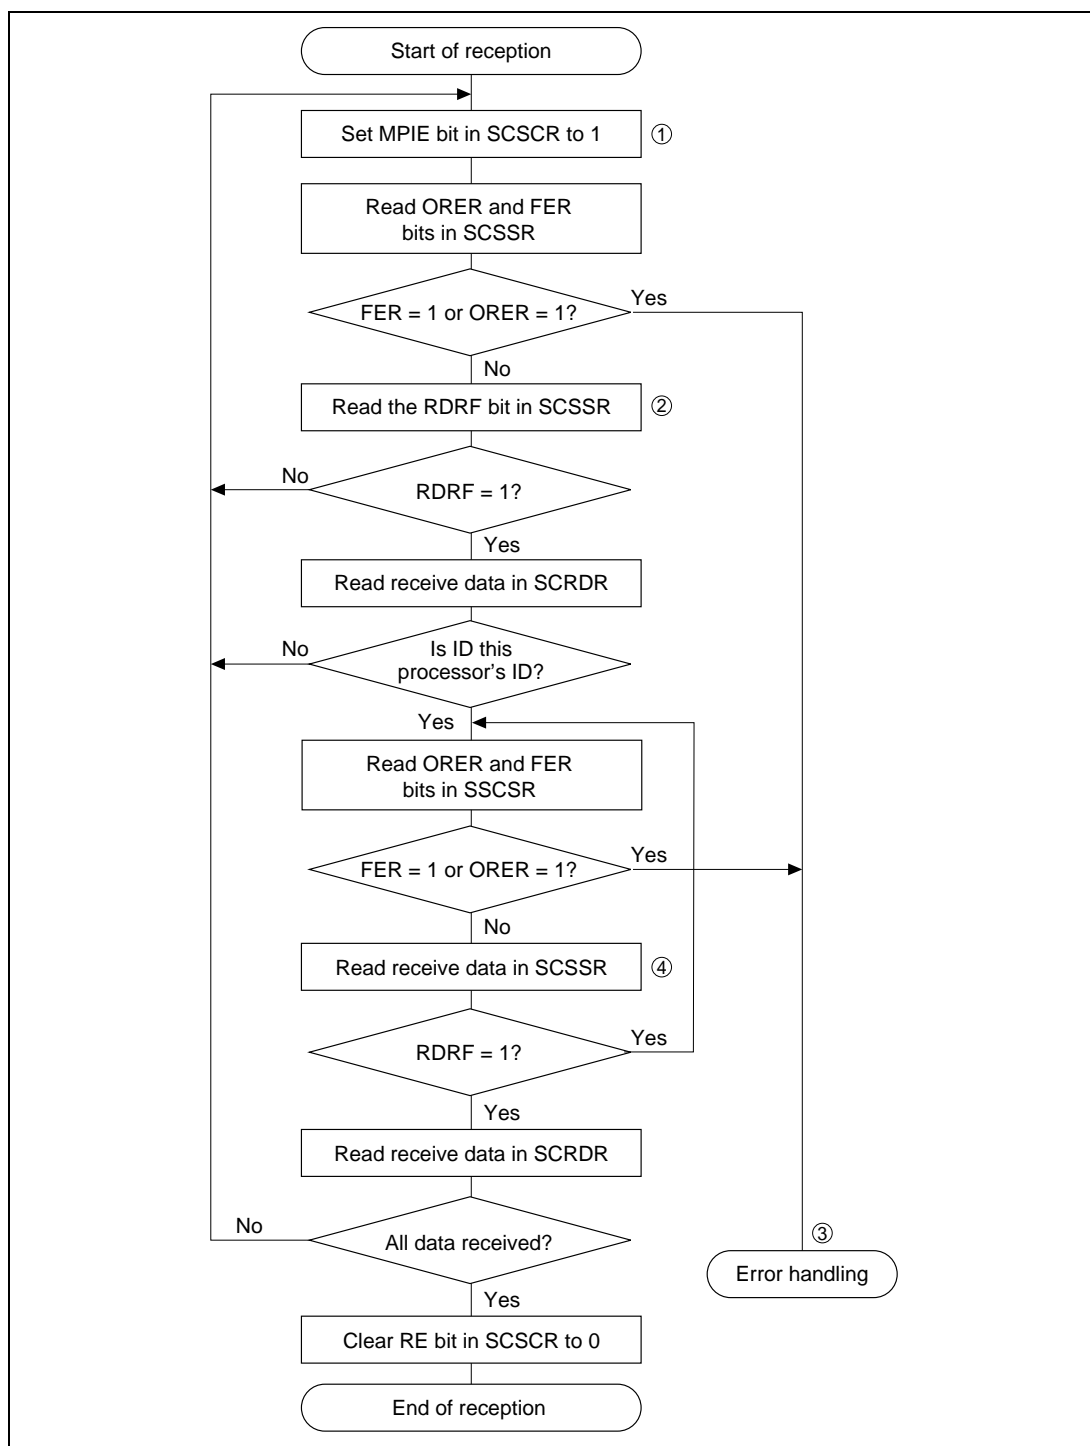 Start of reception
Set MPIE bit in SCSCR to 1 ①
Read ORER and FER
bits in SCSSR
FER = 1 or ORER = 1?
Yes
No
Read the RDRF bit in SCSSR ②
No
RDRF = 1?
Yes
Read receive data in SCRDR
No
Is ID this
processor's ID?
Yes
Read ORER and FER
bits in SSCSR
FER = 1 or ORER = 1?
Yes
No
Read receive data in SCSSR ④
RDRF = 1?
Yes
Yes
Read receive data in SCRDR
No
All data received?
③
Error handling
Yes
Clear RE bit in SCSCR to 0
End of reception